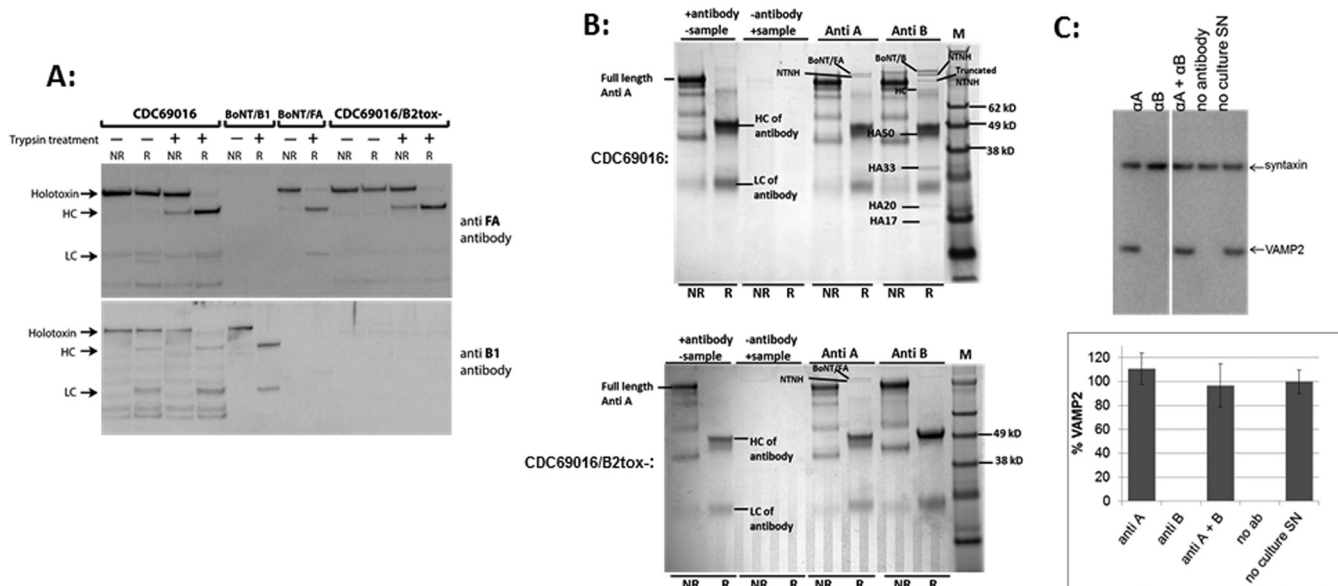 A:
CDC69016 BoNT/B1 BoNT/FA CDC69016/B2tox-
Trypsin treatment − − + + − + − + − − + +
NR R NR R NR R NR R NR R NR R
Holotoxin
HC
LC
anti FA
antibody
Holotoxin
HC
LC
anti B1
antibody
B:
+antibody
-sample
-antibody
+sample
Anti A
Anti B
M
Full length
Anti A
BoNT/FA
NTNH
BoNT/B
NTNH
Truncated
NTNH
HC
HC of
antibody
HA50
LC of
antibody
HA33
HA20
HA17
62 kD
49 kD
38 kD
CDC69016:
NR R NR R NR R NR R
+antibody
-sample
-antibody
+sample
Anti A
Anti B
M
Full length
Anti A
BoNT/FA
NTNH
HC of
antibody
LC of
antibody
49 kD
38 kD
CDC69016/B2tox-:
NR R NR R NR R NR R
C:
αA
αB
αA + αB
no antibody
no culture SN
syntaxin
VAMP2
% VAMP2
120
100
80
60
40
20
0
anti A
anti B
anti A + B
no ab
no culture SN